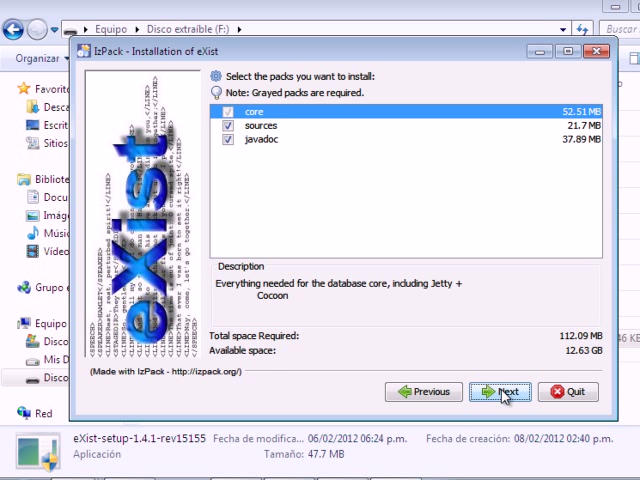 Equipo
Disco extraíble (F:)
Buscar
Organizar
IzPack - Installation of eXist
Select the packs you want to install:
Note: Grayed packs are required.
core 52.51 MB
sources 21.7 MB
javadoc 37.89 MB
Description
Everything needed for the database core, including Jetty +
Cocoon
Total space Required: 112.09 MB
Available space: 12.63 GB
(Made with IzPack - http://izpack.org/)
Previous
Next
Quit
eXist
Favorito
Desca
Escrit
Sitios
Bibliote
Docu
Imáge
Músic
Vídeo
Grupo e
Equipo
Disco
Mis D
Disco
Red
46 KB
eXist-setup-1.4.1-rev15155 Fecha de modifica... 06/02/2012 06:24 p.m. Fecha de creación: 08/02/2012 02:40 p.m.
Aplicación Tamaño: 47.7 MB